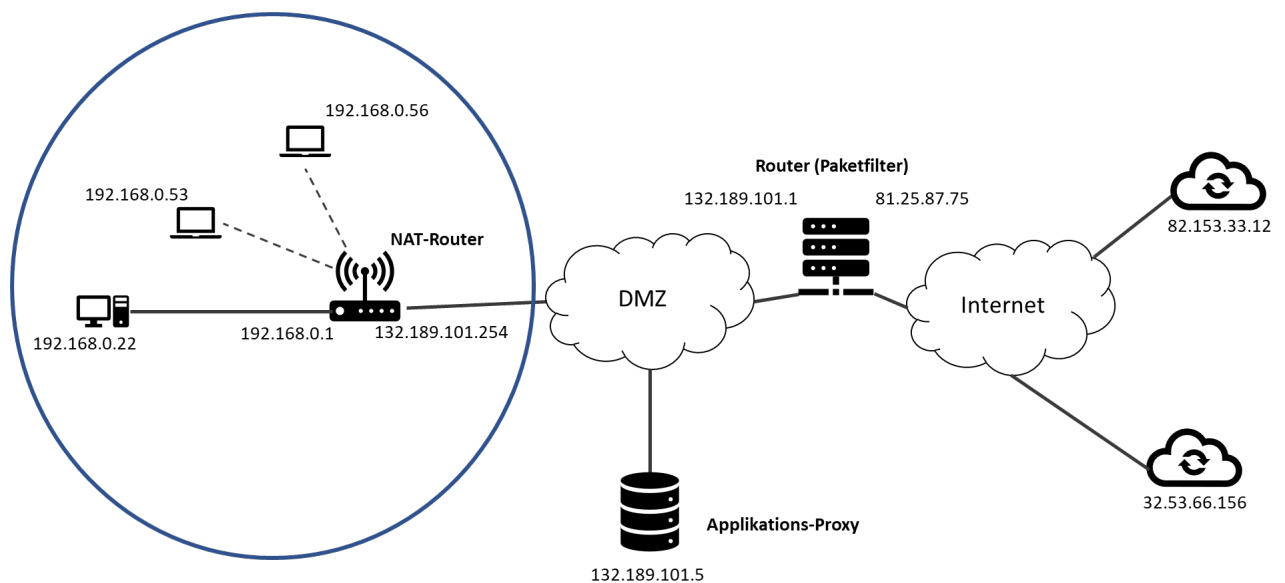 192.168.0.56
Router (Paketfilter)
192.168.0.53
132.189.101.1
81.25.87.75
82.153.33.12
NAT-Router
DMZ
Internet
192.168.0.22
192.168.0.1
132.189.101.254
32.53.66.156
Applikations-Proxy
132.189.101.5